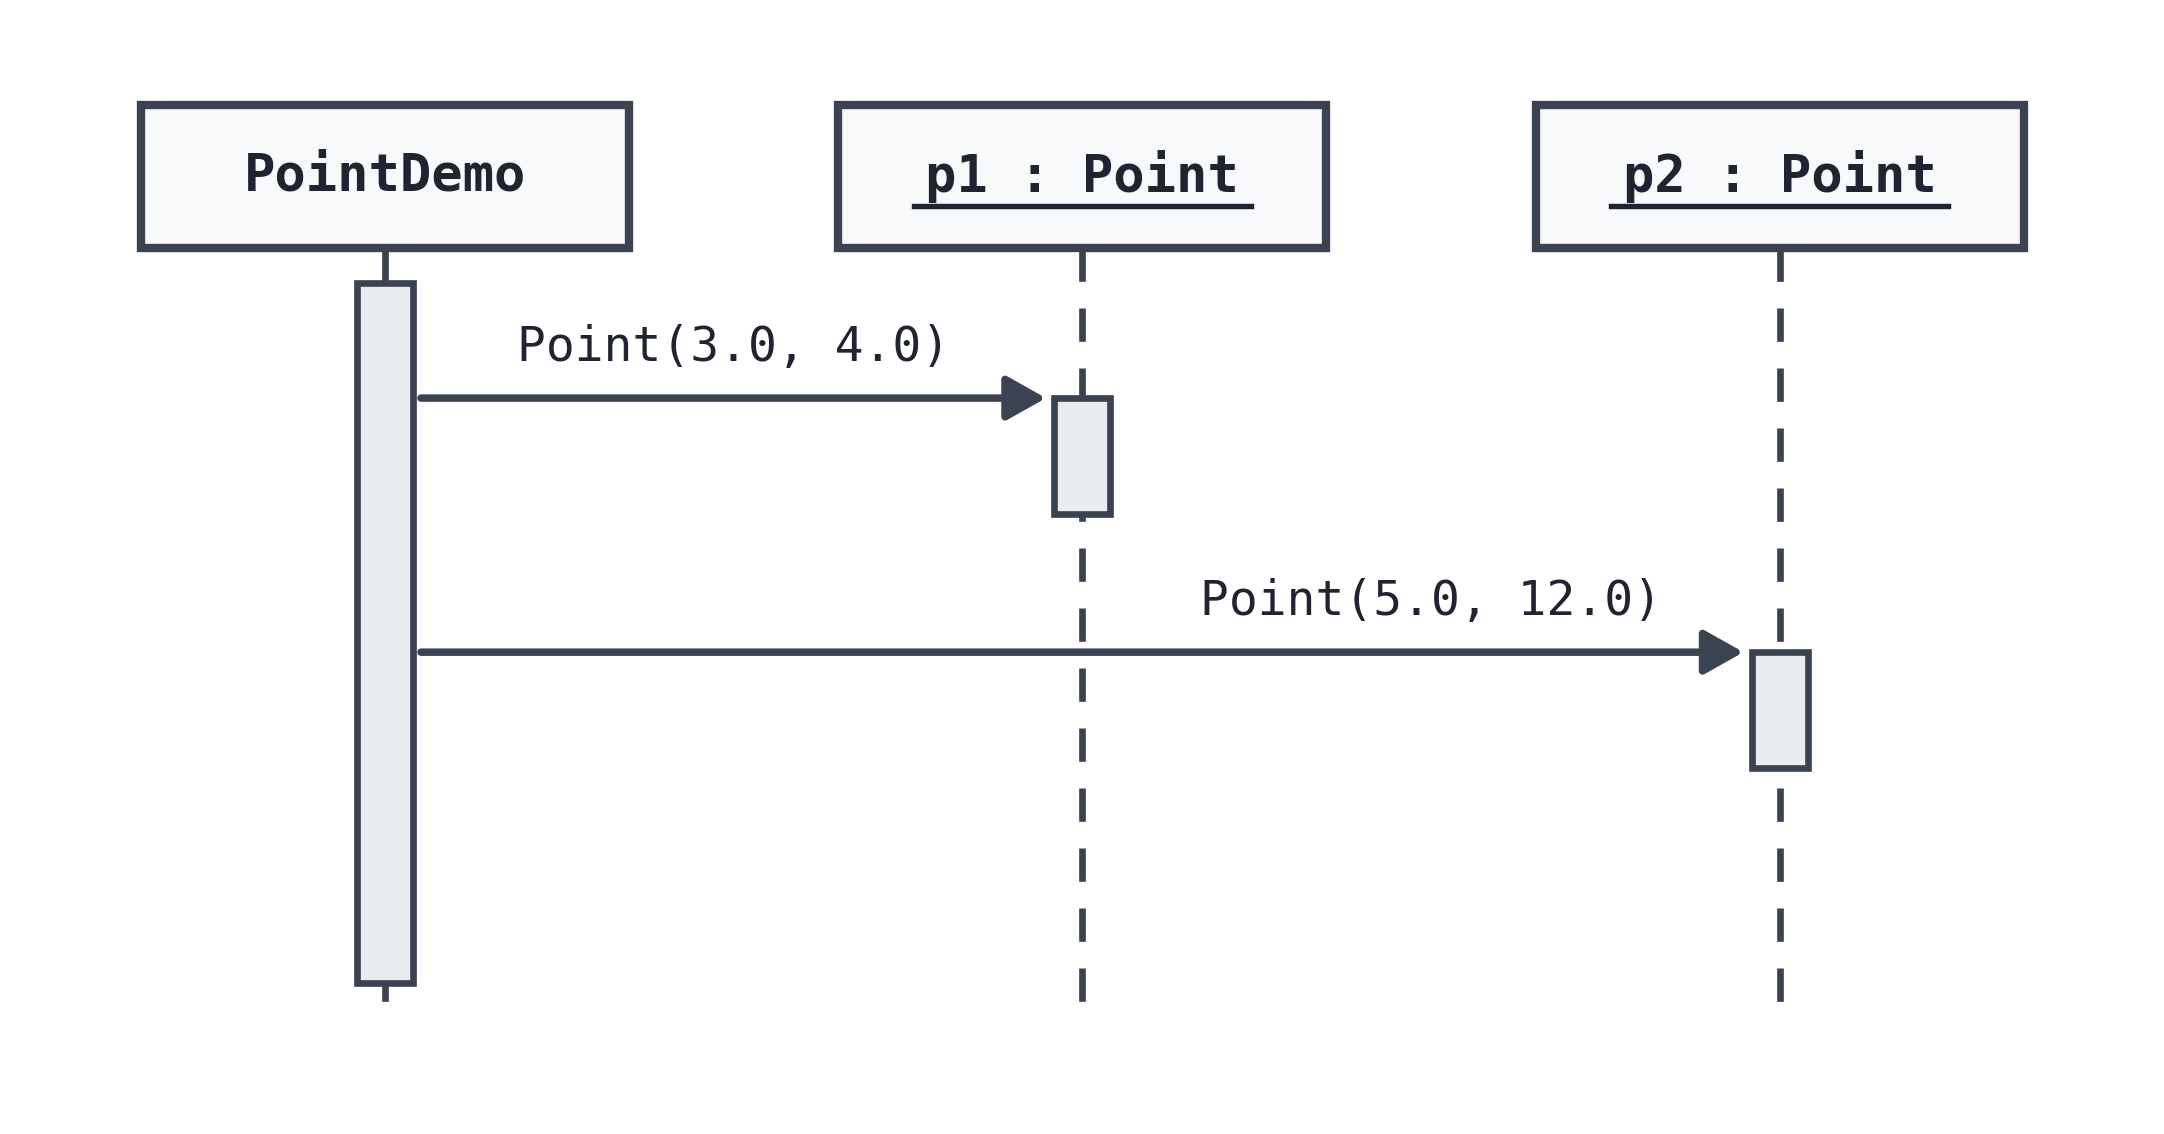 PointDemo
p1 : Point
p2 : Point
Point(3.0, 4.0)
Point(5.0, 12.0)